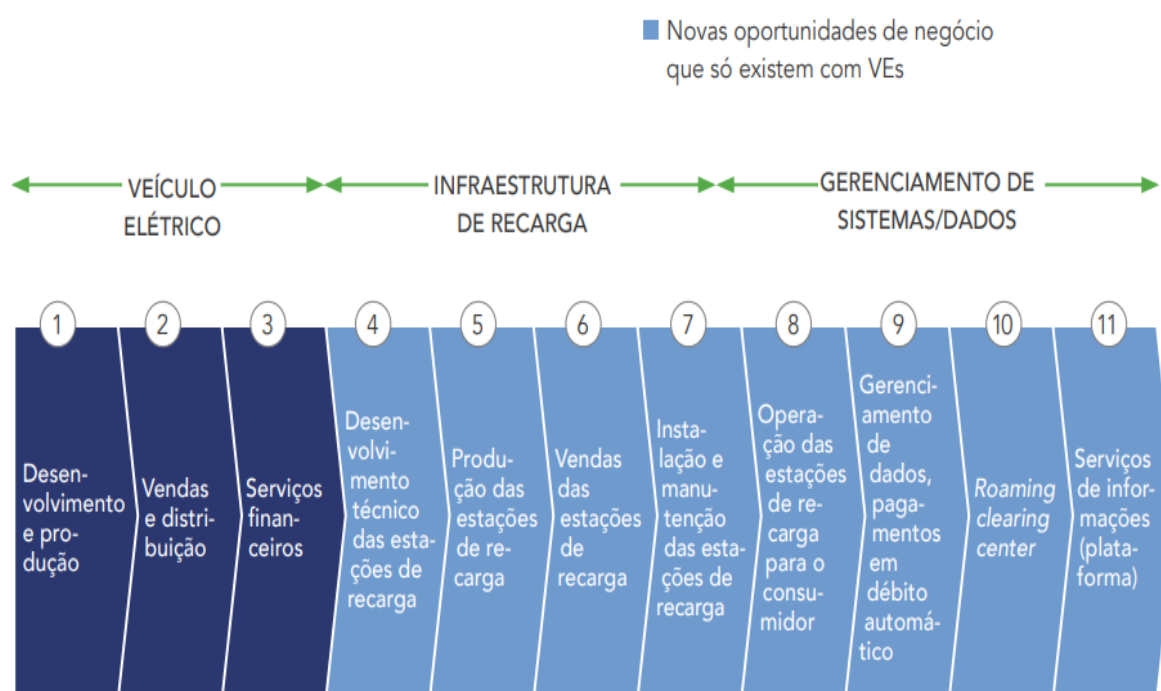 Novas oportunidades de negócio
que só existem com VEs
VEÍCULO
ELÉTRICO
INFRAESTRUTURA
DE RECARGA
GERENCIAMENTO DE
SISTEMAS/DADOS
1
Desen-
volvimento
e pro-
dução
2
Vendas
e distri-
buição
3
Serviços
finan-
ceiros
4
Desen-
volvi-
mento
técnico
das esta-
ções de
recarga
5
Produ-
ção das
estações
de re-
carga
6
Vendas
das
estações
de
recarga
7
Insta-
lação e
manu-
tenção
das esta-
ções de
recarga
8
Opera-
ção das
estações
de re-
carga
para o
consu-
midor
9
Gerenci-
amento
de
dados,
paga-
mentos
em
débito
automá-
tico
10
Roaming
clearing
center
11
Serviços
de infor-
mações
(plata-
forma)